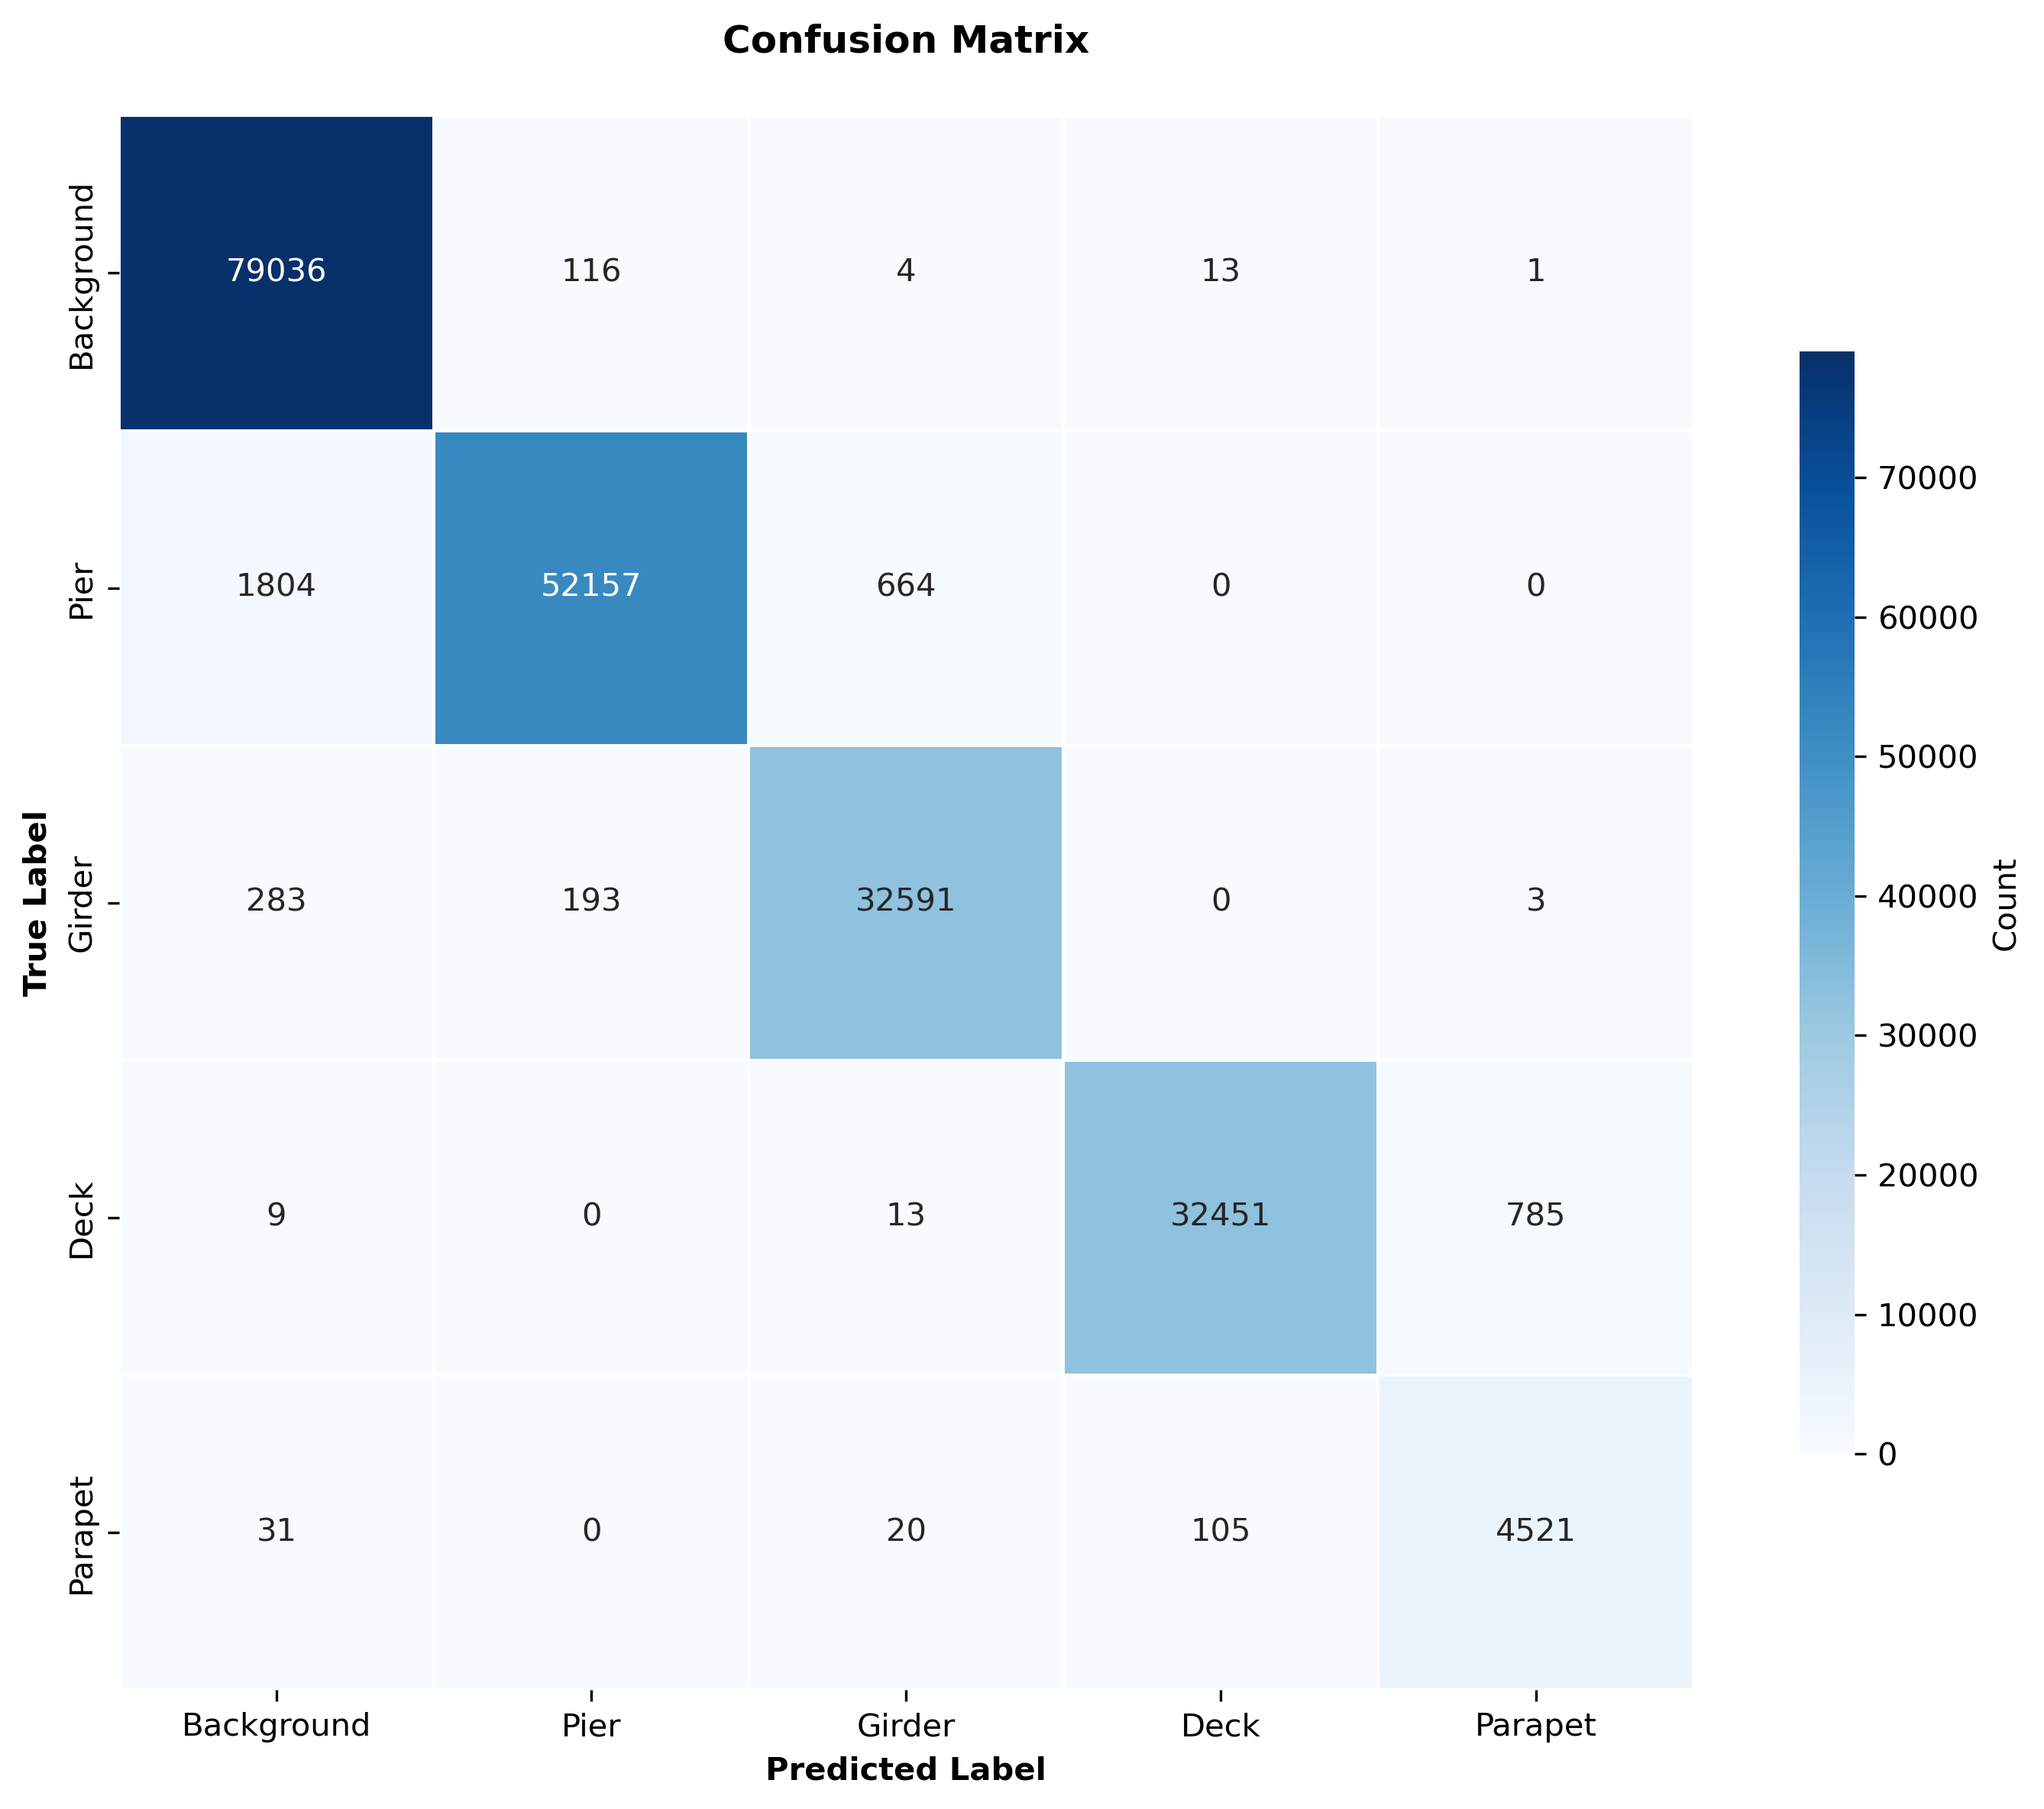 Confusion Matrix
Background 79036 116 4 13 1
Pier 1804 52157 664 0 0
Girder 283 193 32591 0 3
Deck 9 0 13 32451 785
Parapet 31 0 20 105 4521
True Label
Background Pier Girder Deck Parapet
Predicted Label
70000
60000
50000
40000
30000
20000
10000
0
Count